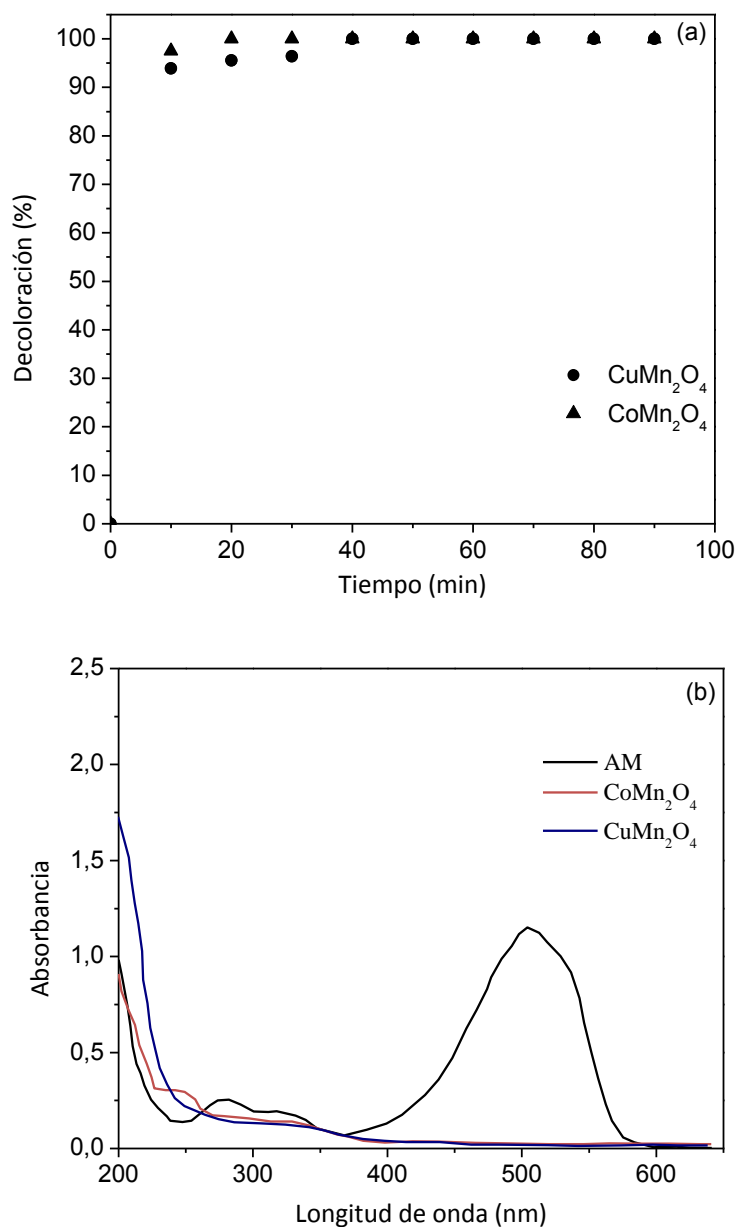 (a)
100
90
80
70
60
50
40
30
20
10
0
Decoloración (%)
CuMn₂O₄
CoMn₂O₄
0 20 40 60 80 100
Tiempo (min)
(b)
2,5
2,0
1,5
1,0
0,5
0,0
Absorbancia
AM
CoMn₂O₄
CuMn₂O₄
200 300 400 500 600
Longitud de onda (nm)